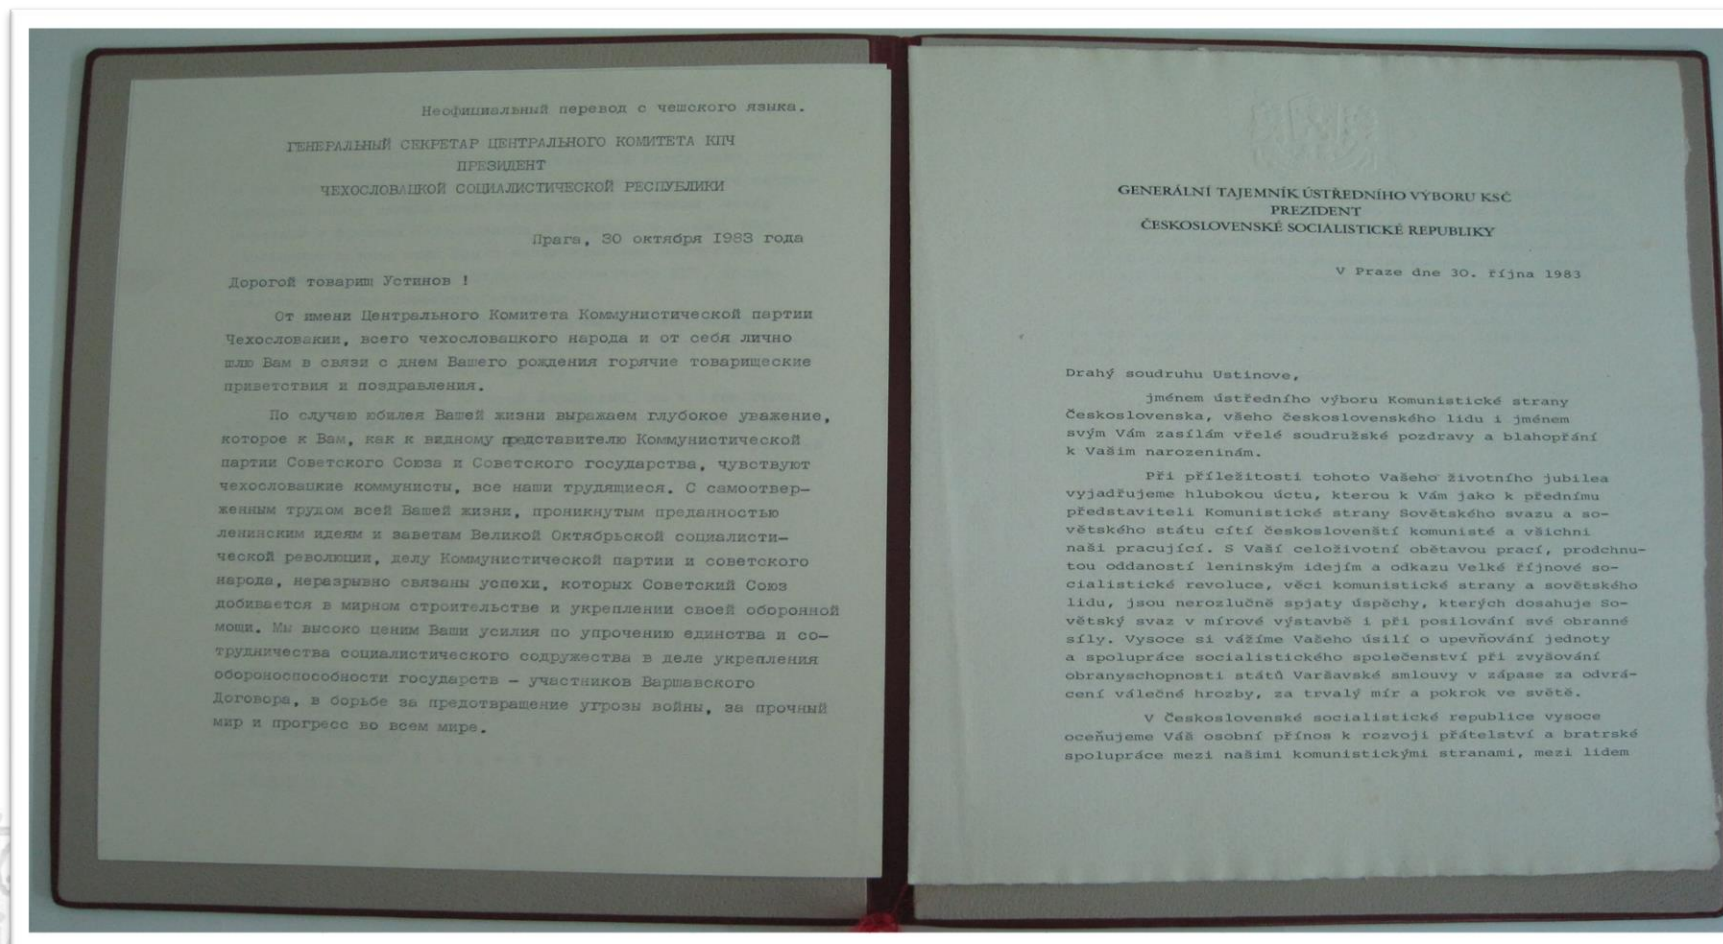 Неофициальный перевод с чешского языка.
ГЕНЕРАЛЬНЫЙ СЕКРЕТАР ЦЕНТРАЛЬНОГО КОМИТЕТА КПЧ
ПРЕЗИДЕНТ
ЧЕХОСЛОВАЦКОЙ СОЦИАЛИСТИЧЕСКОЙ РЕСПУБЛИКИ
Прага, 30 октября 1983 года
Дорогой товарищ Устинов !
От имени Центрального Комитета Коммунистической партии
Чехословакии, всего чехословацкого народа и от себя лично
шлю Вам в связи с днем Вашего рождения горячие товарищеские
приветствия и поздравления.
По случаю юбилея Вашей жизни выражаем глубокое уважение,
которое к Вам, как к видному представителю Коммунистической
партии Советского Союза и Советского государства, чувствуют
чехословацкие коммунисты, все наши трудящиеся. С самоотвер-
женным трудом всей Вашей жизни, проникнутым преданностью
ленинским идеям и заветам Великой Октябрьской социалисти-
ческой революции, делу Коммунистической партии и советского
народа, неразрывно связаны успехи, которых Советский Союз
добивается в мирном строительстве и укреплении своей оборонной
мощи. Мы высоко ценим Ваши усилия по упрочению единства и со-
трудничества социалистического содружества в деле укрепления
обороноспособности государств – участников Варшавского
Договора, в борьбе за предотвращение угрозы войны, за прочный
мир и прогресс во всем мире.
GENERÁLNÍ TAJEMNÍK ÚSTŘEDNÍHO VÝBORU KSČ
PREZIDENT
ČESKOSLOVENSKÉ SOCIALISTICKÉ REPUBLIKY
V Praze dne 30. října 1983
Drahý soudruhu Ustinove,
jménem ústředního výboru Komunistické strany
Československa, všeho československého lidu i jménem
svým Vám zasílám vřelé soudružské pozdravy a blahopřání
k Vašim narozeninám.
Při příležitosti tohoto Vašeho životního jubilea
vyjadřujeme hlubokou úctu, kterou k Vám jako k přednímu
představiteli Komunistické strany Sovětského svazu a so-
větského státu cítí českoslovenští komunisté a všichni
naši pracující. S Vaší celoživotní obětavou prací, prodchnu-
tou oddaností leninským idejím a odkazu Velké říjnové so-
cialistické revoluce, věci komunistické strany a sovětského
lidu, jsou nerozlučně spjaty úspěchy, kterých dosahuje So-
větský svaz v mírové výstavbě i při posilování své obranné
síly. Vysoce si vážíme Vašeho úsilí o upevňování jednoty
a spolupráce socialistického společenství při zvyšování
obranyschopnosti států Varšavské smlouvy v zápase za odvrá-
cení válečné hrozby, za trvalý mír a pokrok ve světě.
V Československé socialistické republice vysoce
oceňujeme Váš osobní přínos k rozvoji přátelství a bratrské
spolupráce mezi našimi komunistickými stranami, mezi lidem